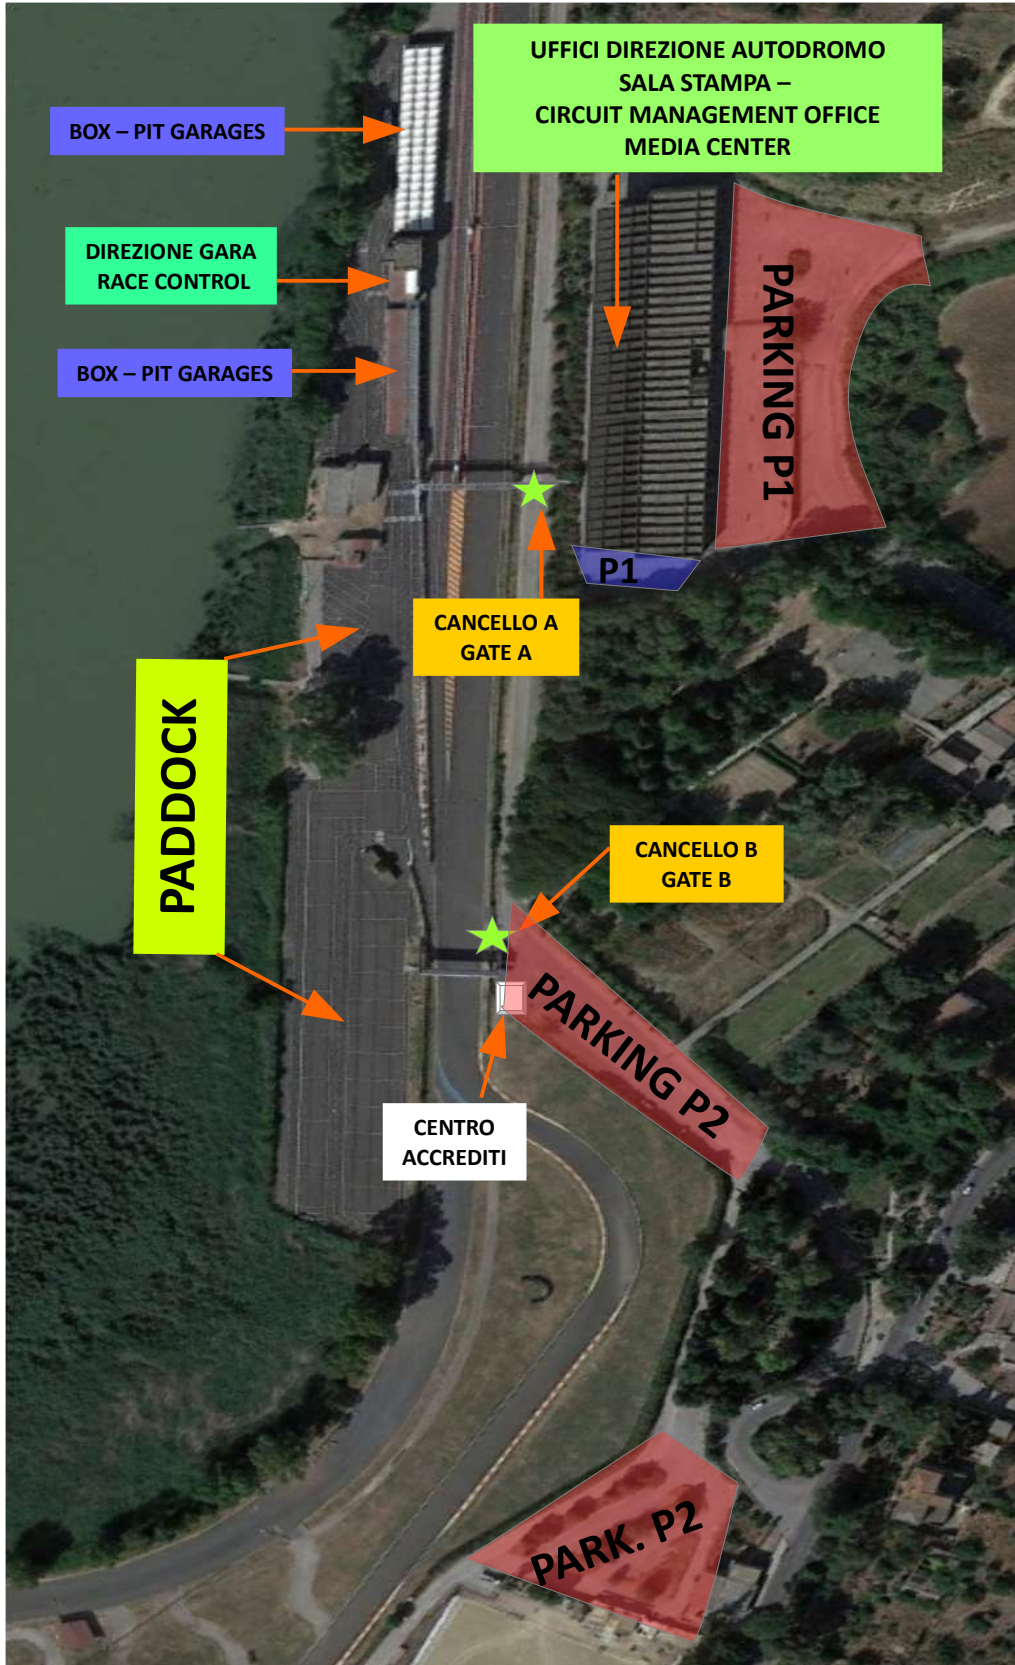 UFFICI DIREZIONE AUTODROMO
SALA STAMPA –
CIRCUIT MANAGEMENT OFFICE
MEDIA CENTER
BOX – PIT GARAGES
DIREZIONE GARA
RACE CONTROL
BOX – PIT GARAGES
PARKING P1
P1
CANCELLO A
GATE A
PADDOCK
CANCELLO B
GATE B
PARKING P2
CENTRO
ACCREDITI
PARK. P2